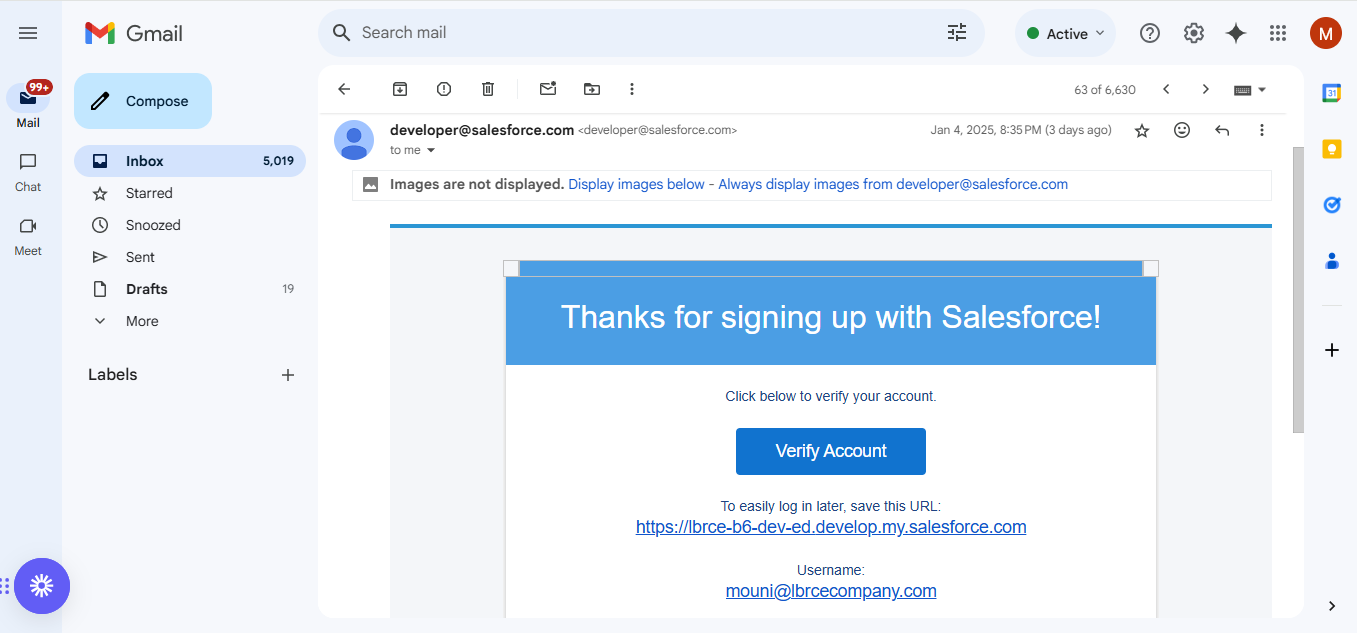 Gmail
Search mail
Active
M
99+
Mail
Chat
Meet
Compose
Inbox 5,019
Starred
Snoozed
Sent
Drafts 19
More
Labels
63 of 6,630
developer@salesforce.com <developer@salesforce.com>
Jan 4, 2025, 8:35 PM (3 days ago)
to me
Images are not displayed. Display images below - Always display images from developer@salesforce.com
Thanks for signing up with Salesforce!
Click below to verify your account.
Verify Account
To easily log in later, save this URL:
https://lbrce-b6-dev-ed.develop.my.salesforce.com
Username:
mouni@lbrcecompany.com
31